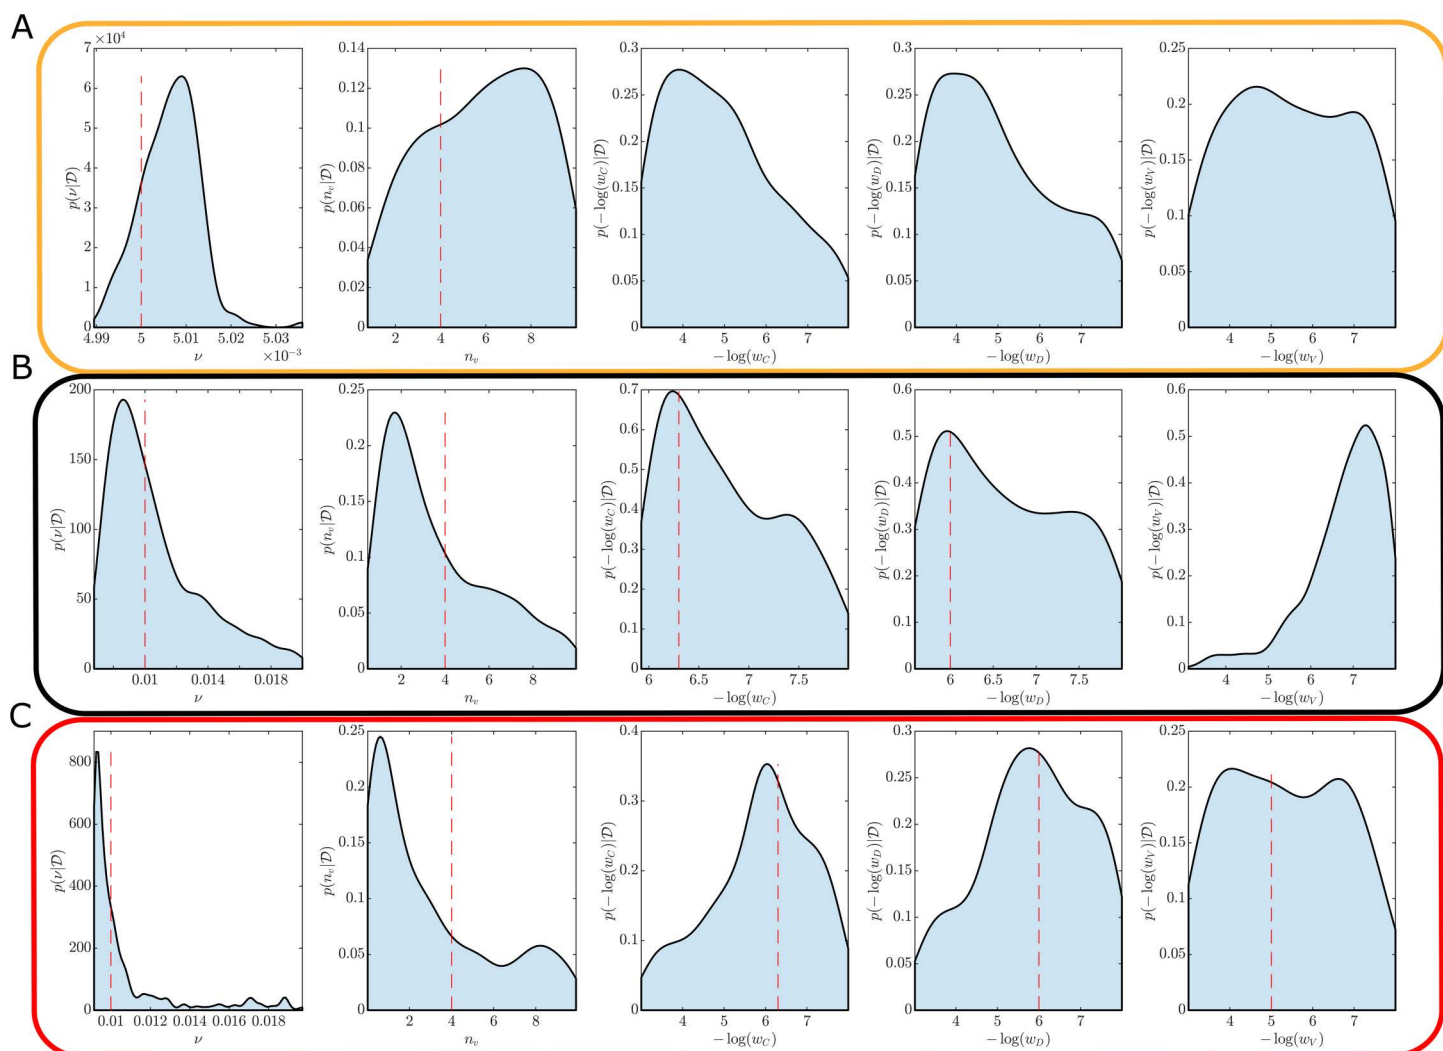 A
×10⁴
7
6
5
4
3
2
1
0
p(ν|𝒟)
4.99 5 5.01 5.02 5.03
×10⁻³
ν
0.14
0.12
0.1
0.08
0.06
0.04
0.02
0
p(n_v|𝒟)
2 4 6 8
n_v
0.3
0.25
0.2
0.15
0.1
0.05
0
p(− log(w_C)|𝒟)
4 5 6 7
− log(w_C)
0.3
0.25
0.2
0.15
0.1
0.05
0
p(− log(w_D)|𝒟)
4 5 6 7
− log(w_D)
0.3
0.25
0.2
0.15
0.1
0.05
0
p(− log(w_V)|𝒟)
4 5 6 7
− log(w_V)
B
200
150
100
50
0
p(ν|𝒟)
0.01 0.014 0.018
ν
0.25
0.2
0.15
0.1
0.05
0
p(n_v|𝒟)
2 4 6 8
n_v
0.7
0.6
0.5
0.4
0.3
0.2
0.1
0
p(− log(w_C)|𝒟)
6 6.5 7 7.5
− log(w_C)
0.6
0.5
0.4
0.3
0.2
0.1
0
p(− log(w_D)|𝒟)
6 6.5 7 7.5
− log(w_D)
0.6
0.5
0.4
0.3
0.2
0.1
0
p(− log(w_V)|𝒟)
4 5 6 7
− log(w_V)
C
800
600
400
200
0
p(ν|𝒟)
0.01 0.012 0.014 0.016 0.018
ν
0.25
0.2
0.15
0.1
0.05
0
p(n_v|𝒟)
2 4 6 8
n_v
0.4
0.3
0.2
0.1
0
p(− log(w_C)|𝒟)
4 5 6 7
− log(w_C)
0.3
0.25
0.2
0.15
0.1
0.05
0
p(− log(w_D)|𝒟)
4 5 6 7
− log(w_D)
0.25
0.2
0.15
0.1
0.05
0
p(− log(w_V)|𝒟)
4 5 6 7
− log(w_V)